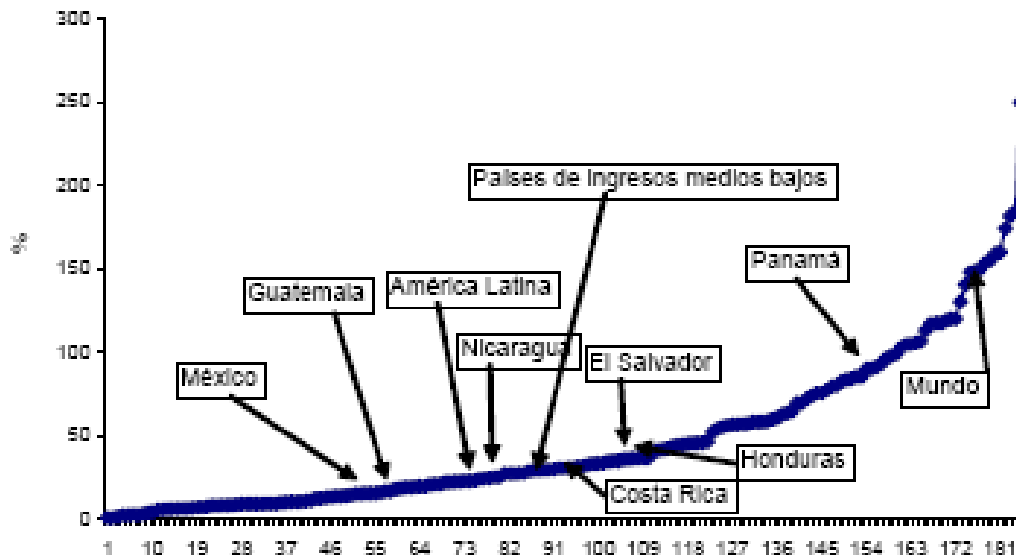 300
250
200
150
100
50
0
%
Países de ingresos medios bajos
Panamá
Guatemala
América Latina
Nicaragua
El Salvador
México
Mundo
Honduras
Costa Rica
1 10 19 28 37 46 55 64 73 82 91 100 109 118 127 136 145 154 163 172 181